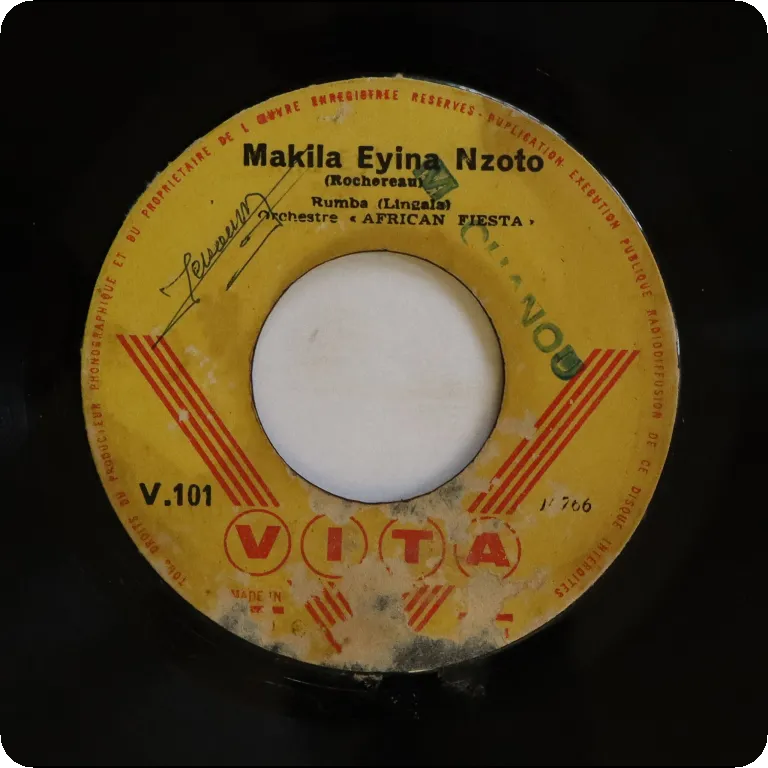 TOUS DROITS DU PRODUCTEUR PHONOGRAPHIQUE ET DU PROPRIETAIRE DE L ŒUVRE ENREGISTREE RESERVES - DUPLICATION EXECUTION PUBLIQUE RADIODIFFUSION DE CE DISQUE INTERDITES
Makila Eyina Nzoto
(Rochereau)
Rumba (Lingala)
Orchestre « AFRICAN FIESTA »
V.101
VITA
MADE IN